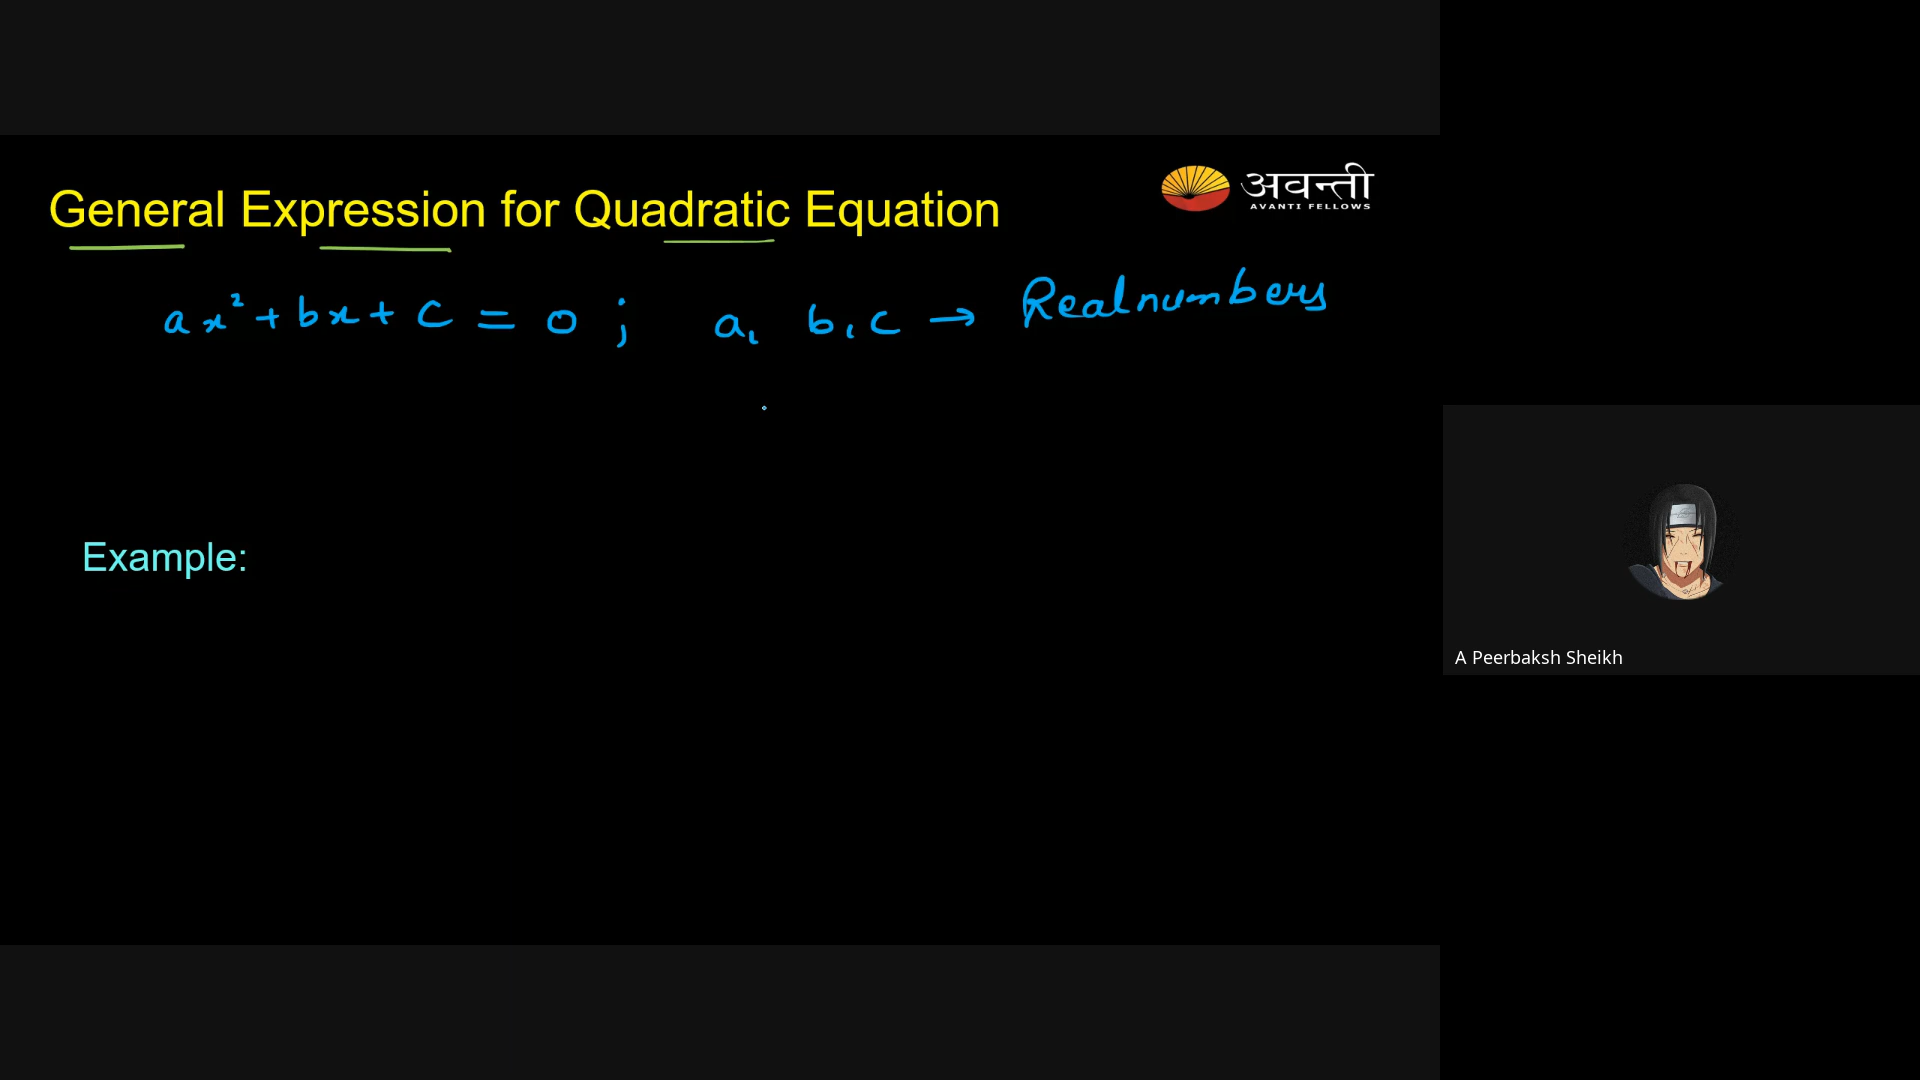 General Expression for Quadratic Equation
अवन्ती
AVANTI FELLOWS
ax²+bx+c = 0 ; a, b, c → Realnumbers
Example:
A Peerbaksh Sheikh